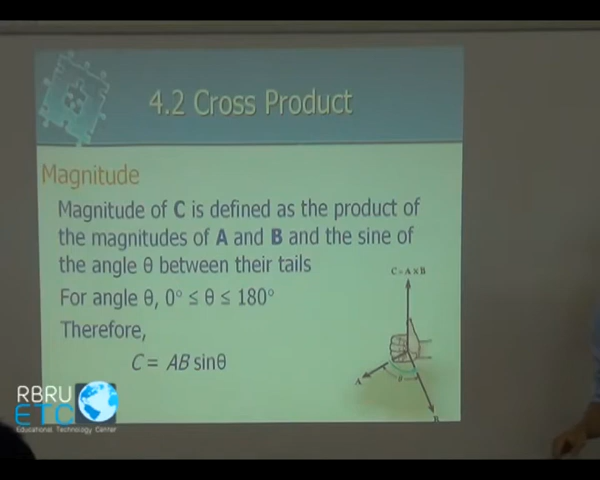 4.2 Cross Product
Magnitude
Magnitude of C is defined as the product of
the magnitudes of A and B and the sine of
the angle θ between their tails
For angle θ, 0° ≤ θ ≤ 180°
Therefore,
C = AB sinθ
C = A X B
A
θ
B
RBRU
ETC
Educational Technology Center